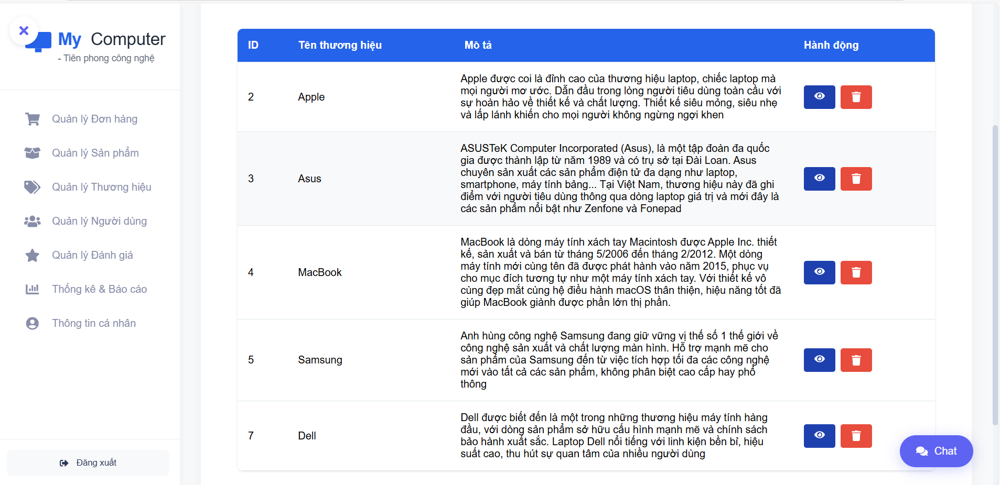 My Computer
- Tiên phong công nghệ
Quản lý Đơn hàng
Quản lý Sản phẩm
Quản lý Thương hiệu
Quản lý Người dùng
Quản lý Đánh giá
Thống kê & Báo cáo
Thông tin cá nhân
Đăng xuất
ID Tên thương hiệu Mô tả Hành động
2 Apple
Apple được coi là đỉnh cao của thương hiệu laptop, chiếc laptop mà
mọi người mơ ước. Dẫn đầu trong lòng người tiêu dùng toàn cầu với
sự hoàn hảo về thiết kế và chất lượng. Thiết kế siêu mỏng, siêu nhẹ
và lấp lánh khiến cho mọi người không ngừng ngợi khen
3 Asus
ASUSTeK Computer Incorporated (Asus), là một tập đoàn đa quốc
gia được thành lập từ năm 1989 và có trụ sở tại Đài Loan. Asus
chuyên sản xuất các sản phẩm điện tử đa dạng như laptop,
smartphone, máy tính bảng... Tại Việt Nam, thương hiệu này đã ghi
điểm với người tiêu dùng thông qua dòng laptop giá trị và mới đây là
các sản phẩm nổi bật như Zenfone và Fonepad
4 MacBook
MacBook là dòng máy tính xách tay Macintosh được Apple Inc. thiết
kế, sản xuất và bán từ tháng 5/2006 đến tháng 2/2012. Một dòng
máy tính mới cùng tên đã được phát hành vào năm 2015, phục vụ
cho mục đích tương tự như một máy tính xách tay. Với thiết kế vô
cùng đẹp mắt cùng hệ điều hành macOS thân thiện, hiệu năng tốt đã
giúp MacBook giành được phần lớn thị phần.
5 Samsung
Anh hùng công nghệ Samsung đang giữ vững vị thế số 1 thế giới về
công nghệ sản xuất và chất lượng màn hình. Hỗ trợ mạnh mẽ cho
sản phẩm của Samsung đến từ việc tích hợp tối đa các công nghệ
mới vào tất cả các sản phẩm, không phân biệt cao cấp hay phổ
thông
7 Dell
Dell được biết đến là một trong những thương hiệu máy tính hàng
đầu, với dòng sản phẩm sở hữu cấu hình mạnh mẽ và chính sách
bảo hành xuất sắc. Laptop Dell nổi tiếng với linh kiện bền bỉ, hiệu
suất cao, thu hút sự quan tâm của nhiều người dùng
Chat